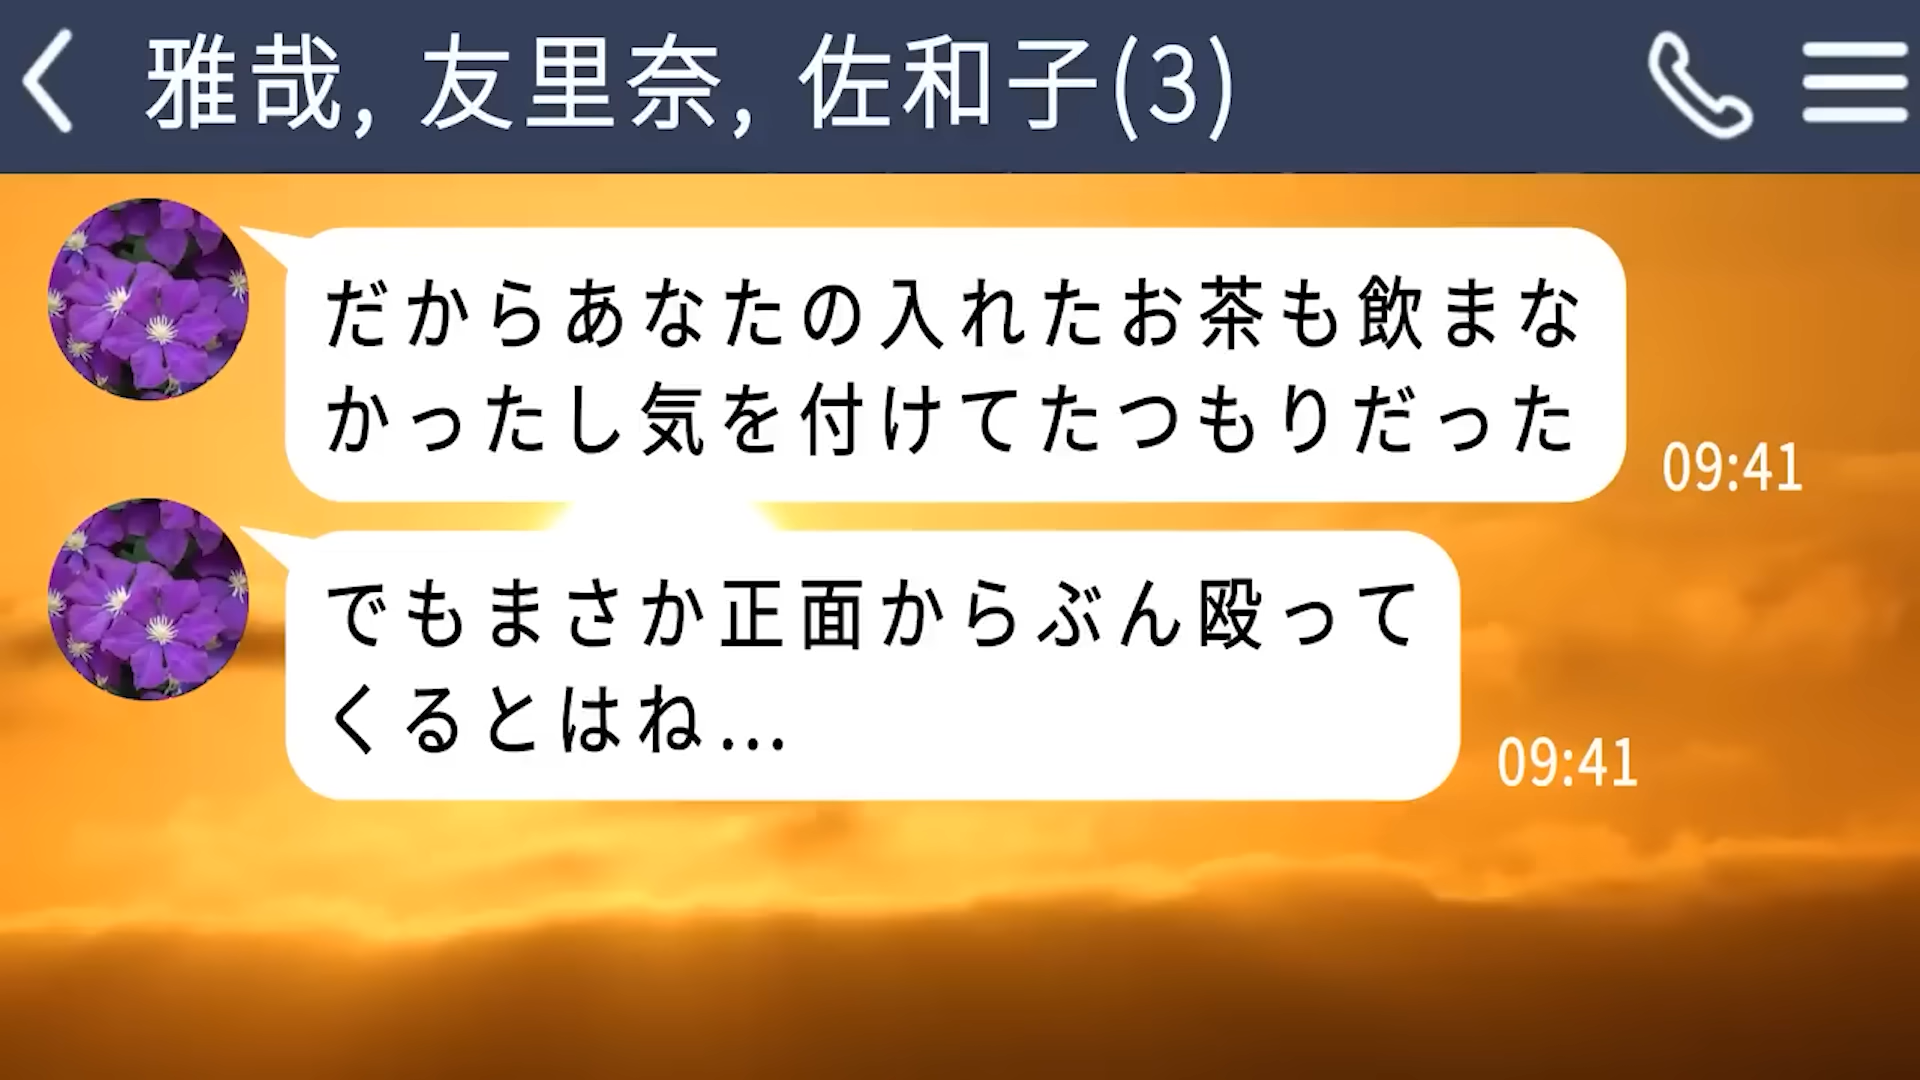 雅哉, 友里奈, 佐和子(3)
だからあなたの入れたお茶も飲まな
かったし気を付けてたつもりだった
09:41
でもまさか正面からぶん殴って
くるとはね...
09:41